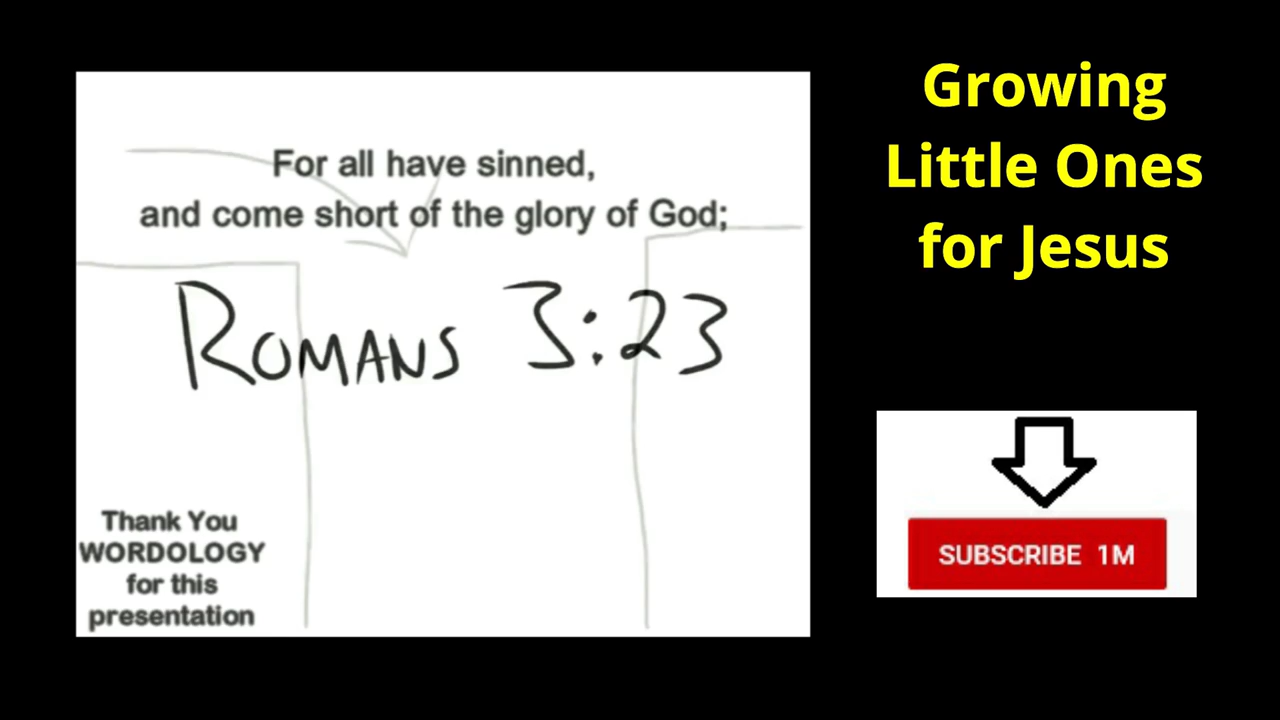 For all have sinned,
and come short of the glory of God;
ROMANS 3:23
Thank You
WORDOLOGY
for this
presentation
Growing
Little Ones
for Jesus
SUBSCRIBE 1M